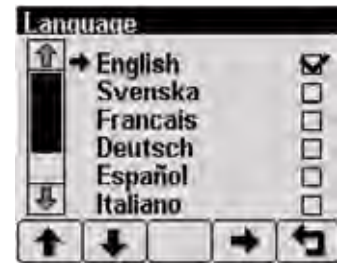 Language
English
Svenska
Francais
Deutsch
Español
Italiano